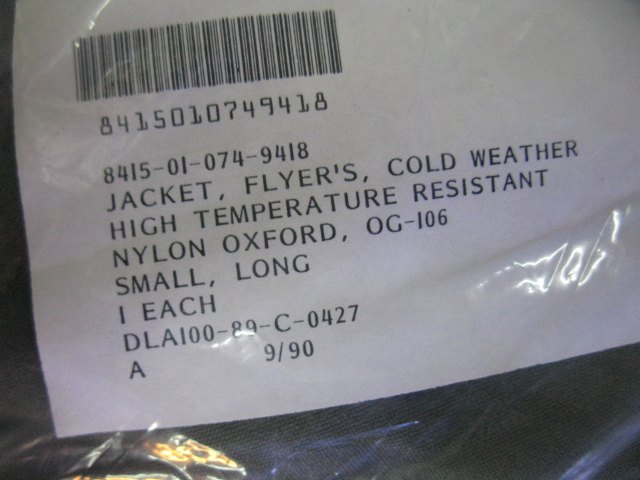 8415010749418
8415-01-074-9418
JACKET, FLYER'S, COLD WEATHER
HIGH TEMPERATURE RESISTANT
NYLON OXFORD, OG-106
SMALL, LONG
1 EACH
DLA100-89-C-0427
A 9/90